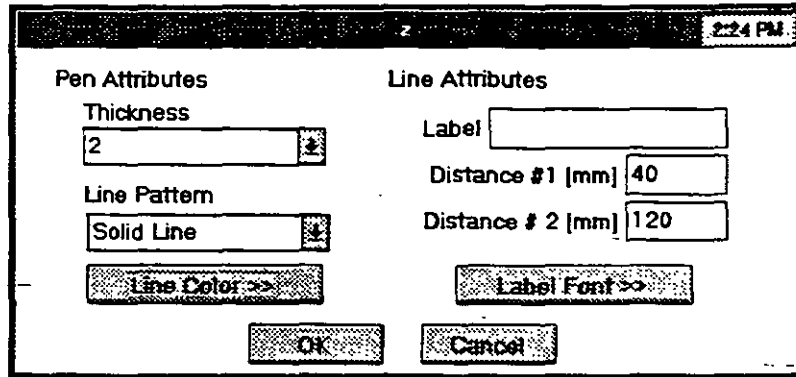 z
2:24 PM
Pen Attributes
Thickness
2
Line Pattern
Solid Line
Line Color >>
Line Attributes
Label
Distance #1 [mm] 40
Distance # 2 [mm] 120
Label Font >>
OK
Cancel